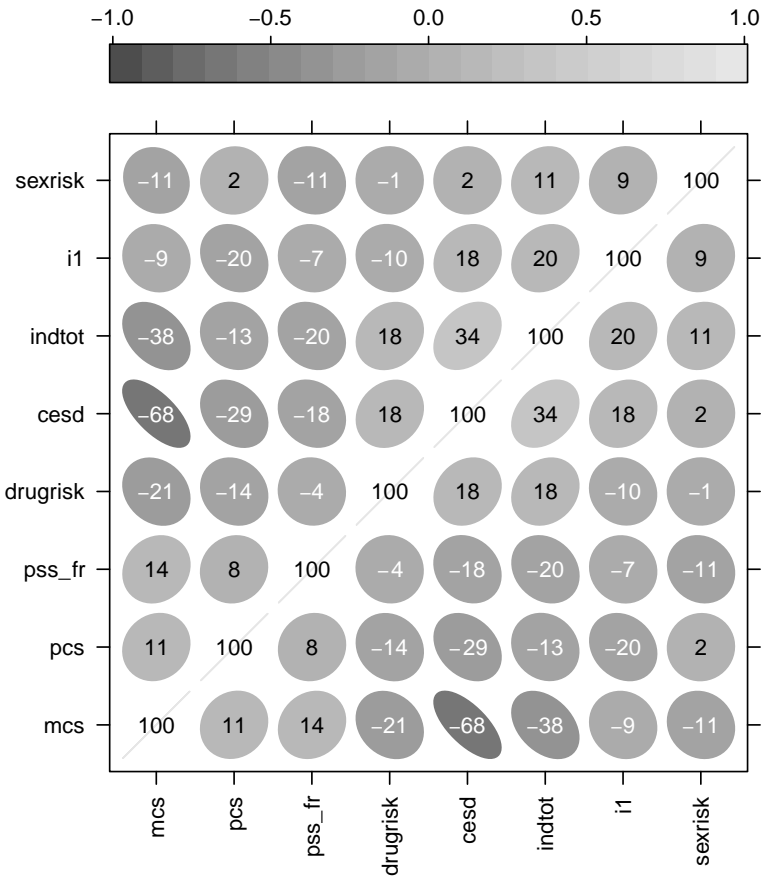 −1.0 −0.5 0.0 0.5 1.0
sexrisk −11 2 −11 −1 2 11 9 100
i1 −9 −20 −7 −10 18 20 100 9
indtot −38 −13 −20 18 34 100 20 11
cesd −68 −29 −18 18 100 34 18 2
drugrisk −21 −14 −4 100 18 18 −10 −1
pss_fr 14 8 100 −4 −18 −20 −7 −11
pcs 11 100 8 −14 −29 −13 −20 2
mcs 100 11 14 −21 −68 −38 −9 −11
mcs pcs pss_fr drugrisk cesd indtot i1 sexrisk